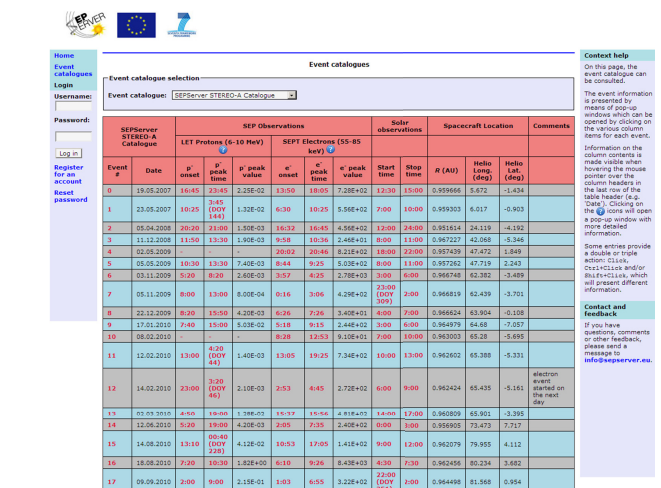 SEP
SERVER
7
Home
Event
catalogues
Login
Username:
Password:
Log in
Register
for an
account
Reset
password
Event catalogues
Event catalogue selection
Event catalogue: SEPServer STEREO-A Catalogue
SEPServer STEREO-A Catalogue SEP Observations Solar observations Spacecraft Location Comments
LET Protons (6-10 MeV) SEPT Electrons (55-85 keV)
Event # Date p+ onset p+ peak time p+ peak value e- onset e- peak time e- peak value Start time Stop time R (AU) Helio Long. (deg) Helio Lat. (deg)
0 19.05.2007 16:45 23:45 2.25E-02 13:50 18:05 7.28E+02 12:30 15:00 0.959666 5.672 -1.434
1 23.05.2007 10:25 3:45 (DOY 144) 1.32E-02 6:30 10:25 5.56E+02 7:00 10:00 0.959303 6.017 -0.903
2 05.04.2008 20:20 21:00 1.50E-03 16:32 16:45 4.56E+02 12:00 24:00 0.951614 24.119 -4.192
3 11.12.2008 11:50 13:30 1.90E-03 9:58 10:36 2.46E+01 8:00 11:00 0.967227 42.068 -5.346
4 02.05.2009 - - - 20:02 20:46 8.21E+02 18:00 22:00 0.957439 47.472 1.849
5 05.05.2009 10:30 13:30 7.40E-03 8:44 9:25 5.03E+02 8:00 11:00 0.957262 47.719 2.243
6 03.11.2009 5:20 8:20 2.60E-03 3:57 4:25 2.78E+03 3:00 6:00 0.966748 62.382 -3.489
7 05.11.2009 8:00 13:00 8.00E-04 0:16 3:06 4.29E+02 23:00 (DOY 309) 2:00 0.966819 62.439 -3.701
8 22.12.2009 8:20 15:50 4.20E-03 6:26 7:26 3.40E+01 4:00 7:00 0.966624 63.904 -0.108
9 17.01.2010 7:40 15:00 5.03E-02 5:18 9:15 2.44E+02 3:00 6:00 0.964979 64.68 -7.057
10 08.02.2010 - - - 8:28 12:53 9.10E+01 7:00 10:00 0.963003 65.28 -5.695
11 12.02.2010 13:00 4:20 (DOY 44) 1.40E-03 13:05 19:25 7.34E+02 10:00 13:00 0.962602 65.388 -5.331
12 14.02.2010 23:00 3:20 (DOY 46) 2.10E-03 2:53 4:45 2.72E+02 6:00 9:00 0.962424 65.435 -5.161 electron event started on the next day
13 02.03.2010 4:50 19:00 1.28E-02 15:37 15:56 4.81E+02 14:00 17:00 0.960809 65.901 -3.395
14 12.06.2010 5:20 19:00 4.20E-03 2:05 7:35 2.40E+02 0:00 3:00 0.956905 73.473 7.717
15 14.08.2010 13:10 00:40 (DOY 228) 4.12E-02 10:53 17:05 1.41E+02 9:00 12:00 0.962079 79.955 4.112
16 18.08.2010 7:20 10:30 1.82E+00 6:10 9:26 8.43E+03 4:30 7:30 0.962456 80.234 3.682
17 09.09.2010 2:00 9:00 2.15E-01 1:03 6:55 3.22E+02 22:00 2:00 0.964498 81.568 0.954
Context help
On this page, the
event catalogue can
be consulted.
The event information
is presented by
means of pop-up
windows which can be
opened by clicking on
the various column
items for each event.
Information on the
column contents is
made visible when
hovering the mouse
pointer over the
column headers in
the last row of the
table header (e.g.
'Date'). Clicking on
the ? icons will open
a pop-up window with
more detailed
information.
Some entries provide
a double or triple
action: Click,
Ctrl+Click and/or
Shift+Click, which
will present different
information.
Contact and
feedback
If you have
questions, comments
or other feedback,
please send a
message to
info@sepserver.eu.